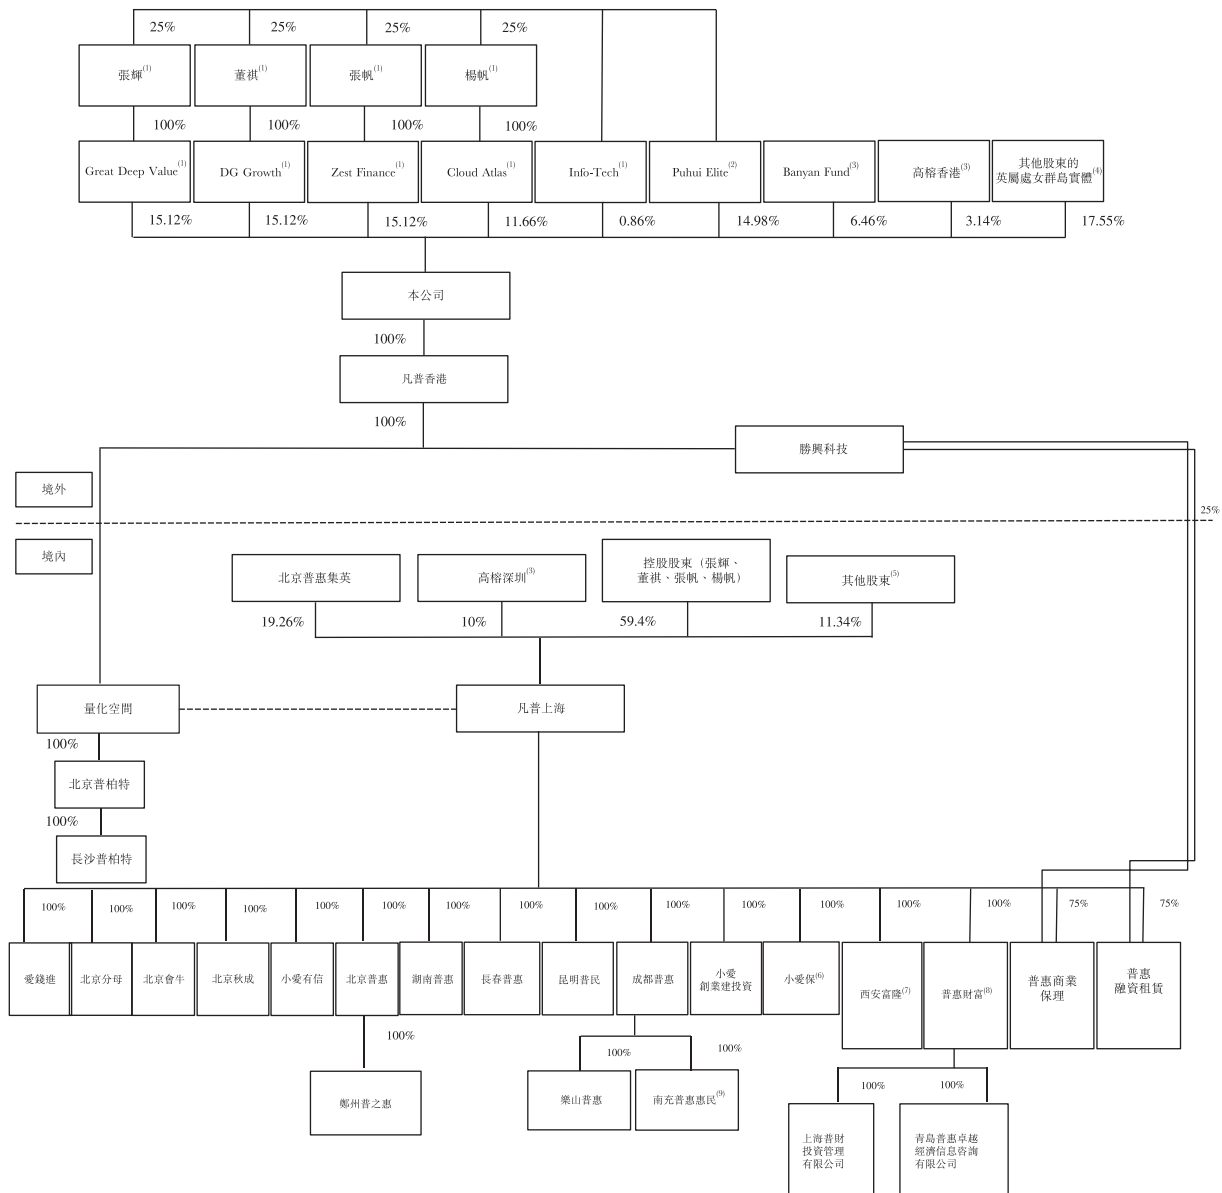 25% 25% 25% 25%
張輝(1) 董祺(1) 張帆(1) 楊帆(1)
100% 100% 100% 100%
Great Deep Value(1) DG Growth(1) Zest Finance(1) Cloud Atlas(1) Info-Tech(1) Puhui Elite(2) Banyan Fund(3) 高榕香港(3) 其他股東的
英屬處女群島實體(4)
15.12% 15.12% 15.12% 11.66% 0.86% 14.98% 6.46% 3.14% 17.55%
本公司
100%
凡普香港
100%
勝興科技
境外
25%
境內
北京普惠集英 高榕深圳(3) 控股股東（張輝、
董祺、張帆、楊帆） 其他股東(5)
19.26% 10% 59.4% 11.34%
量化空間 凡普上海
100%
北京普柏特
100%
長沙普柏特
100% 100% 100% 100% 100% 100% 100% 100% 100% 100% 100% 100% 100% 100% 75% 75%
愛錢進 北京分母 北京會牛 北京秋成 小愛有信 北京普惠 湖南普惠 長春普惠 昆明普民 成都普惠 小愛
創業建投資 小愛保(6) 西安富隆(7) 普惠財富(8) 普惠商業
保理 普惠
融資租賃
100% 100% 100%
鄭州普之惠 樂山普惠 南充普惠惠民(9)
100% 100%
上海普財
投資管理
有限公司
青島普惠卓越
經濟信息咨詢
有限公司